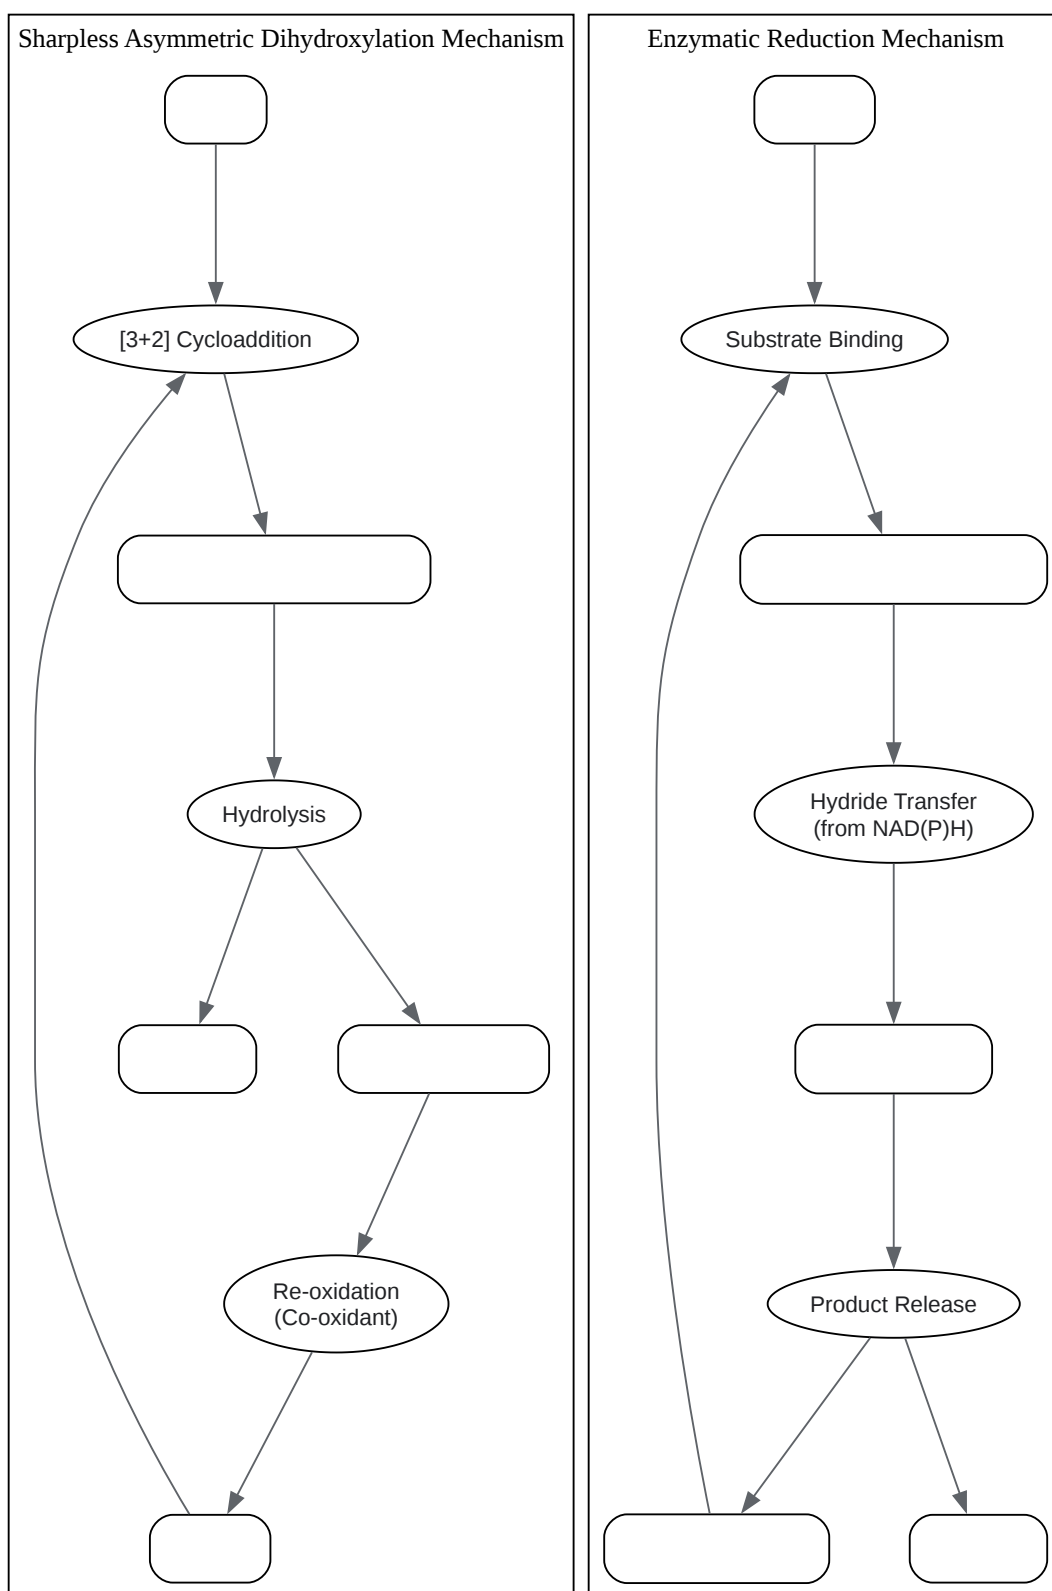 Sharpless Asymmetric Dihydroxylation Mechanism
[3+2] Cycloaddition
Hydrolysis
Re-oxidation
(Co-oxidant)
Enzymatic Reduction Mechanism
Substrate Binding
Hydride Transfer
(from NAD(P)H)
Product Release